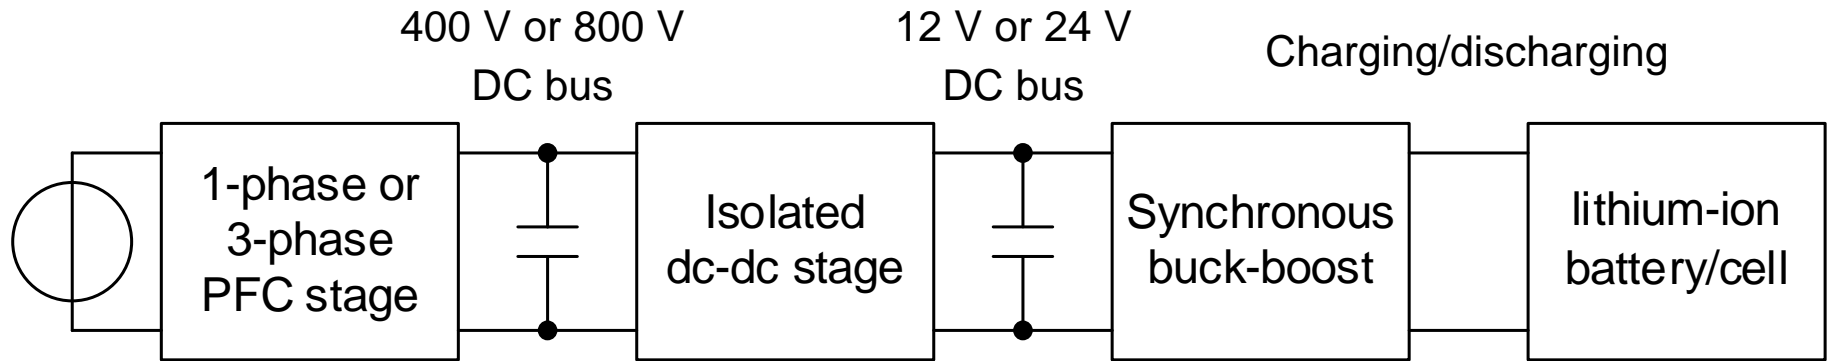 400 V or 800 V
DC bus
12 V or 24 V
DC bus
Charging/discharging
1-phase or
3-phase
PFC stage
Isolated
dc-dc stage
Synchronous
buck-boost
lithium-ion
battery/cell